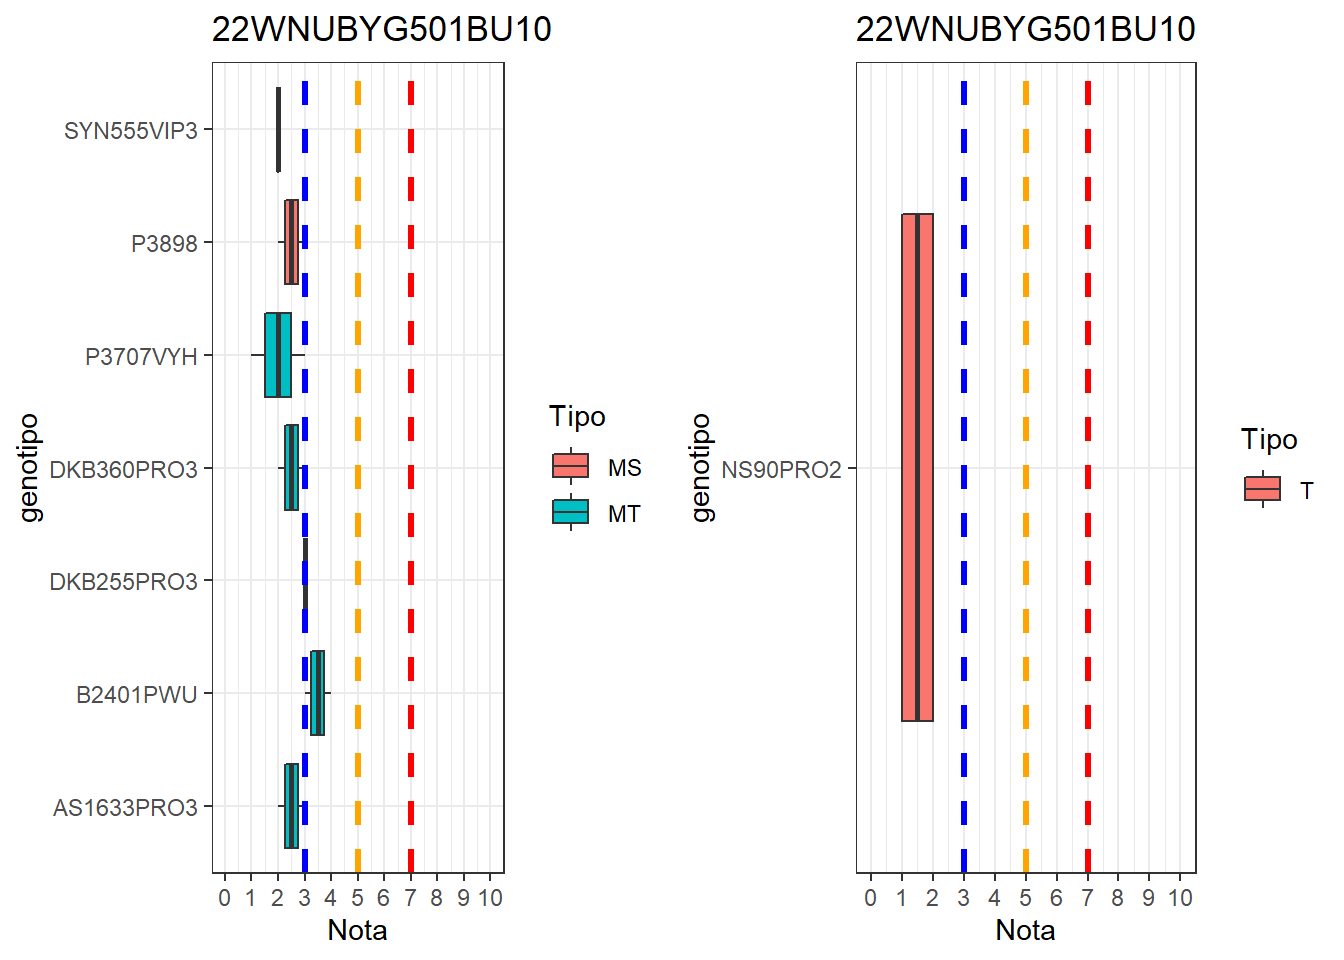 22WNUBYG501BU10
genotipo
SYN555VIP3
P3898
P3707VYH
DKB360PRO3
DKB255PRO3
B2401PWU
AS1633PRO3
0 1 2 3 4 5 6 7 8 9 10
Nota
Tipo
MS
MT
22WNUBYG501BU10
genotipo
NS90PRO2
0 1 2 3 4 5 6 7 8 9 10
Nota
Tipo
T